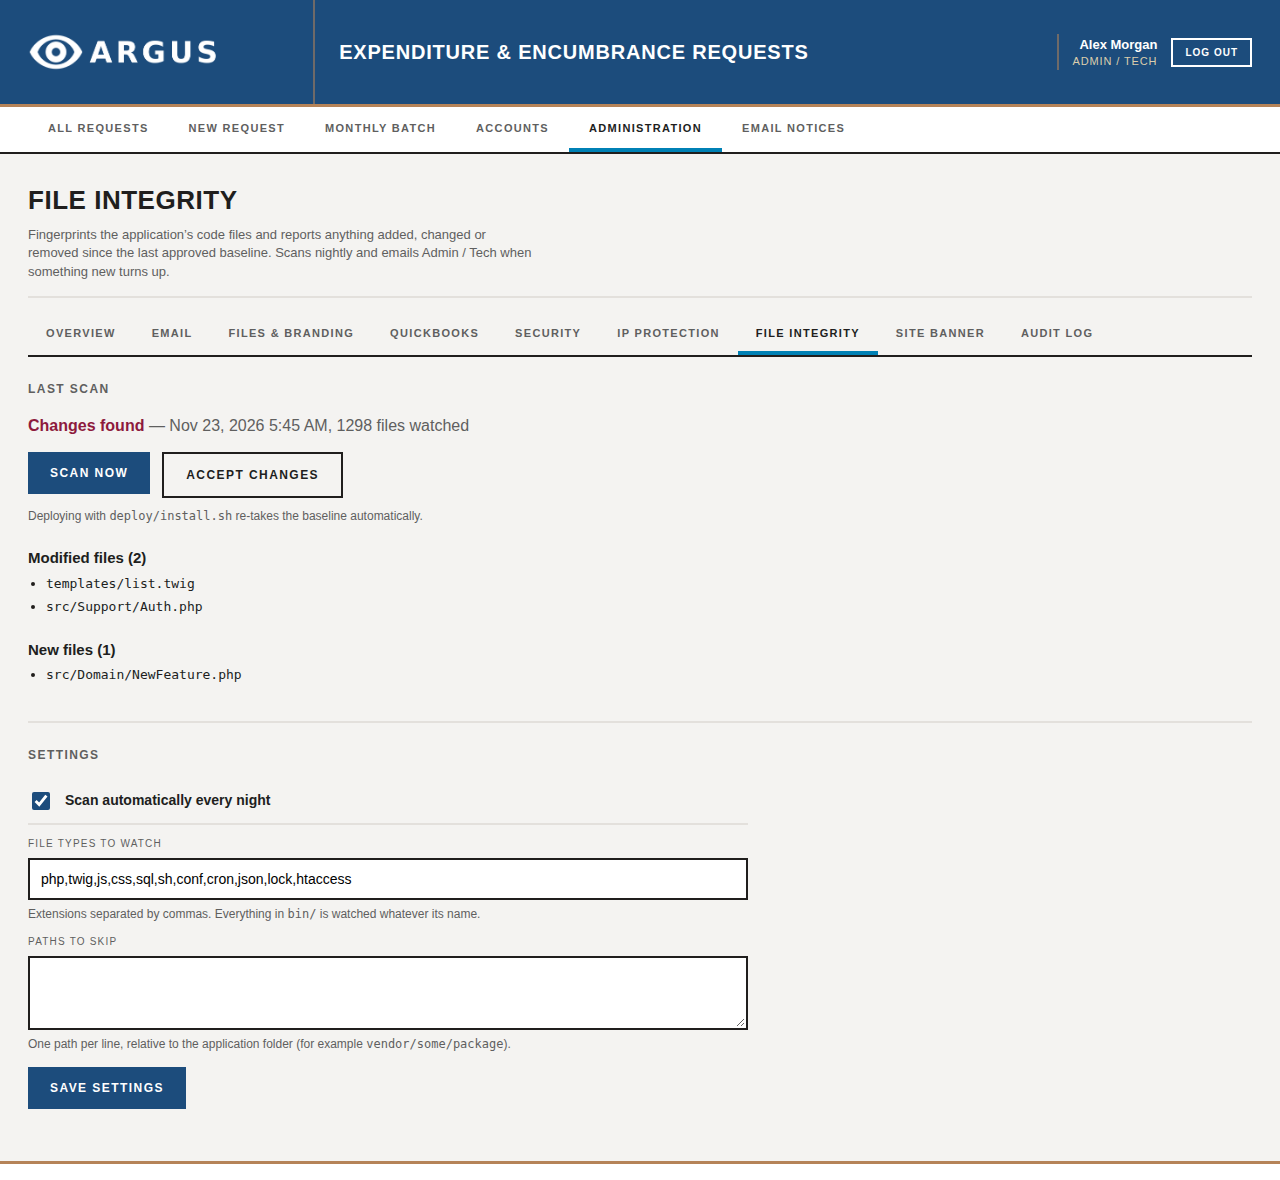 ARGUS
EXPENDITURE & ENCUMBRANCE REQUESTS
Alex Morgan
ADMIN / TECH
LOG OUT
ALL REQUESTS NEW REQUEST MONTHLY BATCH ACCOUNTS ADMINISTRATION EMAIL NOTICES
FILE INTEGRITY
Fingerprints the application’s code files and reports anything added, changed or
removed since the last approved baseline. Scans nightly and emails Admin / Tech when
something new turns up.
OVERVIEW EMAIL FILES & BRANDING QUICKBOOKS SECURITY IP PROTECTION FILE INTEGRITY SITE BANNER AUDIT LOG
LAST SCAN
Changes found — Nov 23, 2026 5:45 AM, 1298 files watched
SCAN NOW ACCEPT CHANGES
Deploying with deploy/install.sh re-takes the baseline automatically.
Modified files (2)
• templates/list.twig
• src/Support/Auth.php
New files (1)
• src/Domain/NewFeature.php
SETTINGS
Scan automatically every night
FILE TYPES TO WATCH
php,twig,js,css,sql,sh,conf,cron,json,lock,htaccess
Extensions separated by commas. Everything in bin/ is watched whatever its name.
PATHS TO SKIP
One path per line, relative to the application folder (for example vendor/some/package).
SAVE SETTINGS